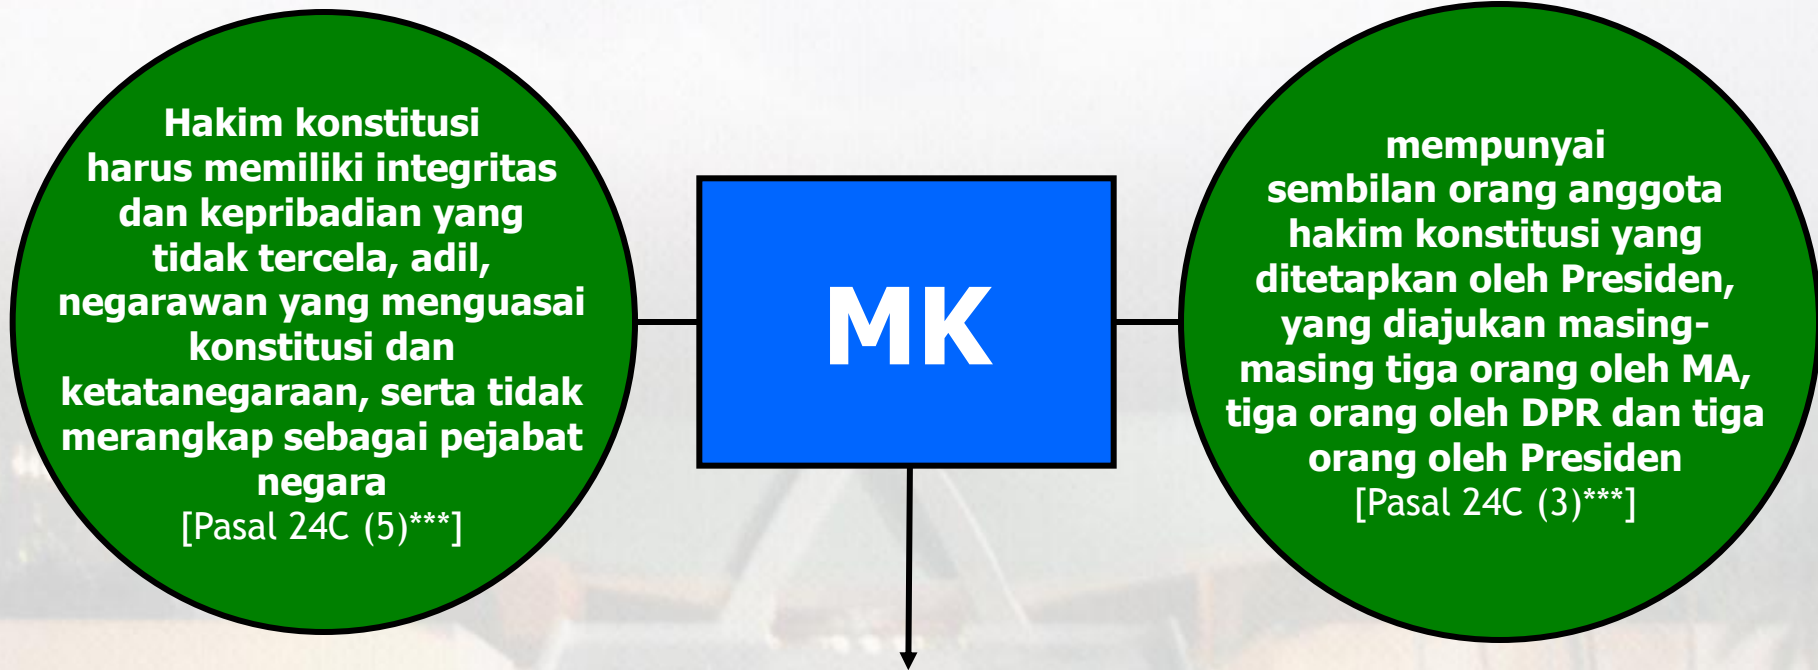 Hakim konstitusi
harus memiliki integritas
dan kepribadian yang
tidak tercela, adil,
negarawan yang menguasai
konstitusi dan
ketatanegaraan, serta tidak
merangkap sebagai pejabat
negara
[Pasal 24C (5)***]
MK
mempunyai
sembilan orang anggota
hakim konstitusi yang
ditetapkan oleh Presiden,
yang diajukan masing-
masing tiga orang oleh MA,
tiga orang oleh DPR dan tiga
orang oleh Presiden
[Pasal 24C (3)***]